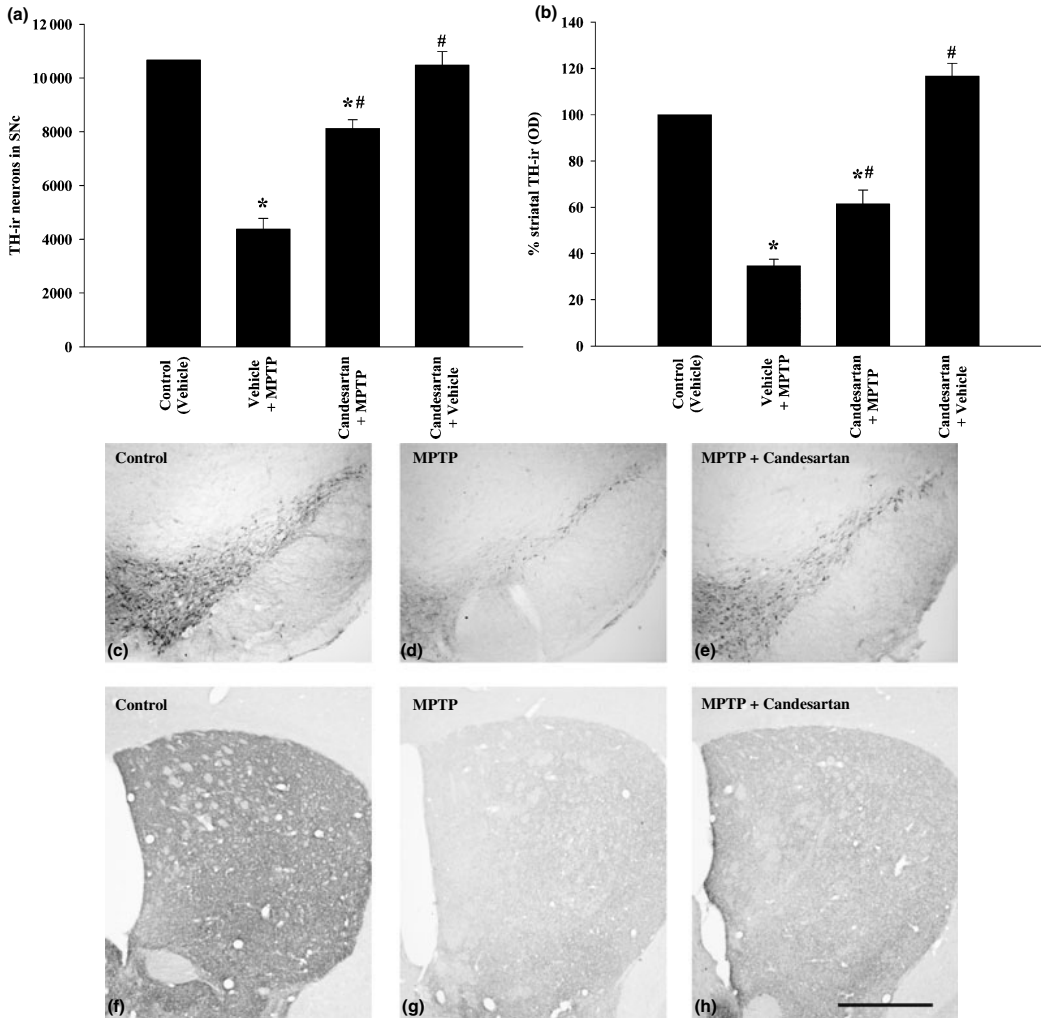 (a)
TH-ir neurons in SNc
12 000
10 000
8000
6000
4000
2000
0
*
*#
#
Control
(Vehicle)
Vehicle
+ MPTP
Candesartan
+ MPTP
Candesartan
+ Vehicle
(b)
% striatal TH-ir (OD)
140
120
100
80
60
40
20
0
*
*#
#
Control
(Vehicle)
Vehicle
+ MPTP
Candesartan
+ MPTP
Candesartan
+ Vehicle
Control
(c)
MPTP
(d)
MPTP + Candesartan
(e)
Control
(f)
MPTP
(g)
MPTP + Candesartan
(h)